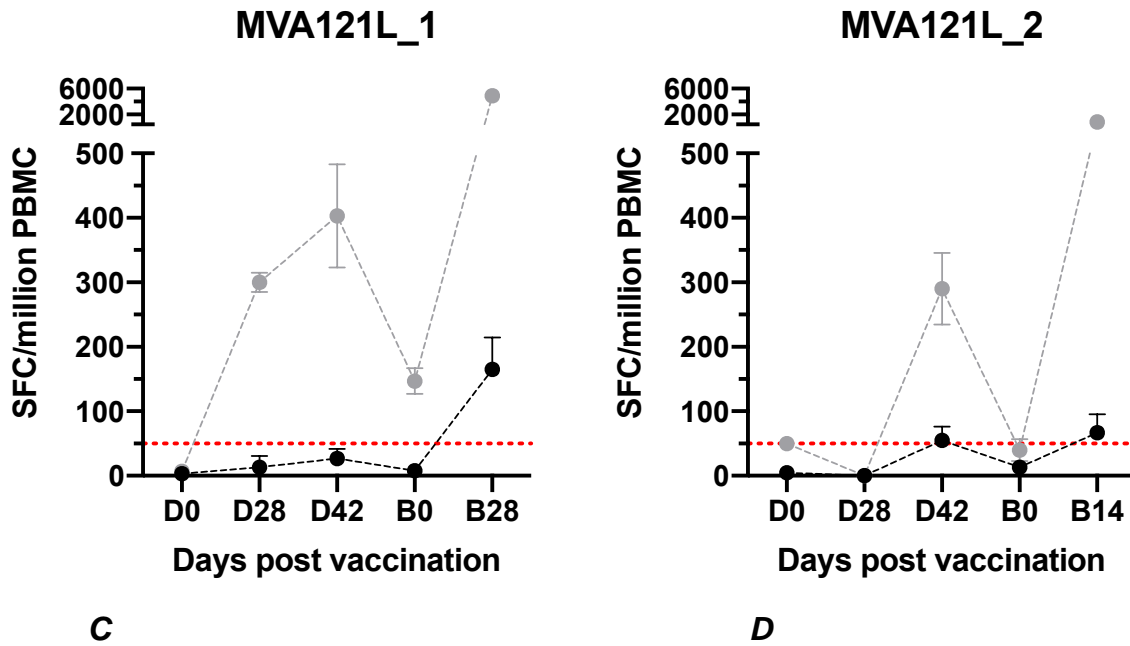 MVA121L_1
SFC/million PBMC
6000
2000
500
400
300
200
100
0
D0 D28 D42 B0 B28
Days post vaccination
C
MVA121L_2
SFC/million PBMC
6000
2000
500
400
300
200
100
0
D0 D28 D42 B0 B14
Days post vaccination
D